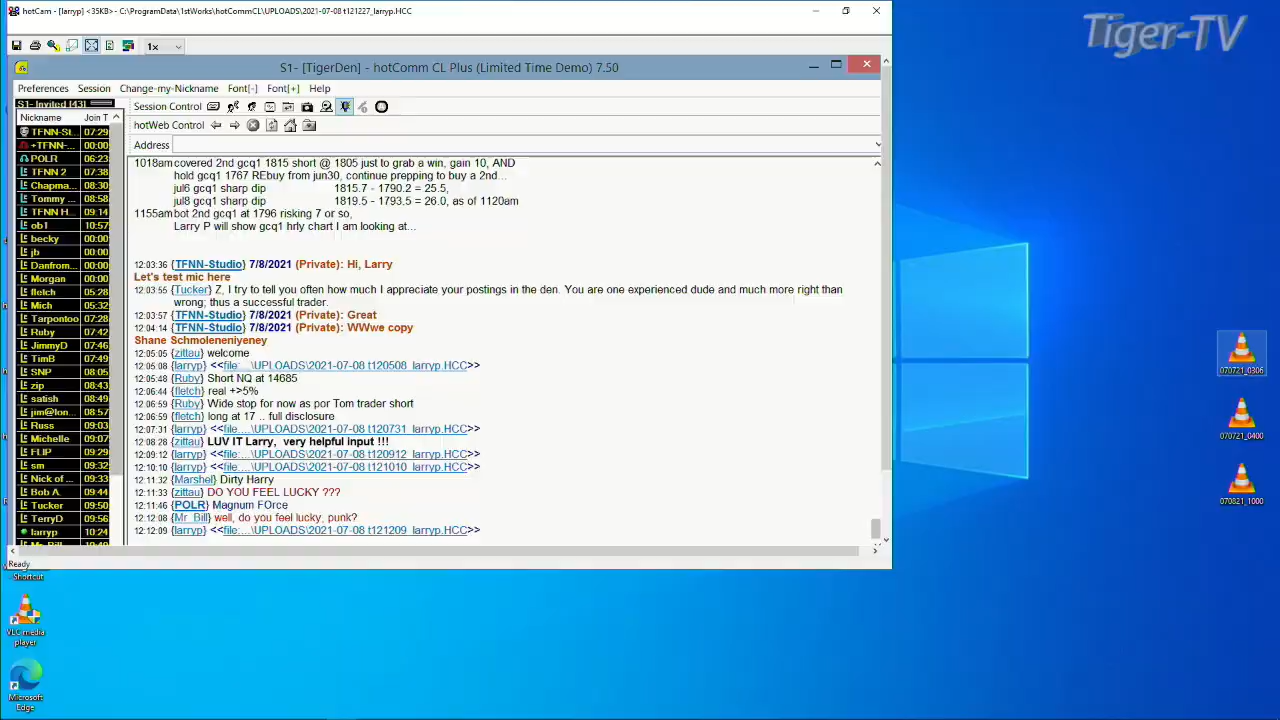 hotCam - [larryp] <35KB> - C:\ProgramData\1stWorks\hotCommCL\UPLOADS\2021-07-08 t121227_larryp.HCC
Tiger-TV
1x
S1- [TigerDen] - hotComm CL Plus (Limited Time Demo) 7.50
Preferences Session Change-my-Nickname Font[-] Font[+] Help
S1- Invited [43]
Session Control
Nickname Join T
hotWeb Control
TFNN-St... 07:29
+TFNN-... 00:00
Address
POLR 06:23
TFNN 2 07:38
Chapma... 08:30
Tommy ... 08:58
TFNN H... 09:14
ob1 10:57
becky 00:00
jb 00:00
Danfrom... 00:00
Morgan 00:00
fletch 05:28
Mich 05:32
Tarpontoo 07:28
Ruby 07:42
JimmyD 07:46
TimB 07:49
SNP 08:05
zip 08:43
satish 08:49
jim@lon... 08:57
Russ 09:03
Michelle 09:07
FLIP 09:29
sm 09:32
Nick of ... 09:33
Bob A. 09:44
Tucker 09:50
TerryD 09:56
larryp 10:24
1018am covered 2nd gcq1 1815 short @ 1805 just to grab a win, gain 10, AND
hold gcq1 1767 REbuy from jun30, continue prepping to buy a 2nd...
jul6 gcq1 sharp dip 1815.7 - 1790.2 = 25.5,
jul8 gcq1 sharp dip 1819.5 - 1793.5 = 26.0, as of 1120am
1155am bot 2nd gcq1 at 1796 risking 7 or so,
Larry P will show gcq1 hrly chart I am looking at...
12:03:36 {TFNN-Studio} 7/8/2021 (Private): Hi, Larry
Let's test mic here
12:03:55 {Tucker} Z, I try to tell you often how much I appreciate your postings in the den. You are one experienced dude and much more right than
wrong; thus a successful trader.
12:03:57 {TFNN-Studio} 7/8/2021 (Private): Great
12:04:14 {TFNN-Studio} 7/8/2021 (Private): WWwe copy
Shane Schmoleneniyeney
12:05:05 {zittau} welcome
12:05:08 {larryp} <<file:...\UPLOADS\2021-07-08 t120508_larryp.HCC>>
12:05:48 {Ruby} Short NQ at 14685
12:06:44 {fletch} real +>5%
12:06:59 {Ruby} Wide stop for now as por Tom trader short
12:06:59 {fletch} long at 17 .. full disclosure
12:07:31 {larryp} <<file:...\UPLOADS\2021-07-08 t120731_larryp.HCC>>
12:08:28 {zittau} LUV IT Larry, very helpful input !!!
12:09:12 {larryp} <<file:...\UPLOADS\2021-07-08 t120912_larryp.HCC>>
12:10:10 {larryp} <<file:...\UPLOADS\2021-07-08 t121010_larryp.HCC>>
12:11:32 {Marshel} Dirty Harry
12:11:33 {zittau} DO YOU FEEL LUCKY ???
12:11:46 {POLR} Magnum FOrce
12:12:08 {Mr_Bill} well, do you feel lucky, punk?
12:12:09 {larryp} <<file:...\UPLOADS\2021-07-08 t121209_larryp.HCC>>
Ready
Shortcut
VLC media
player
Microsoft
Edge
070721_0306
070721_0400
070821_1000